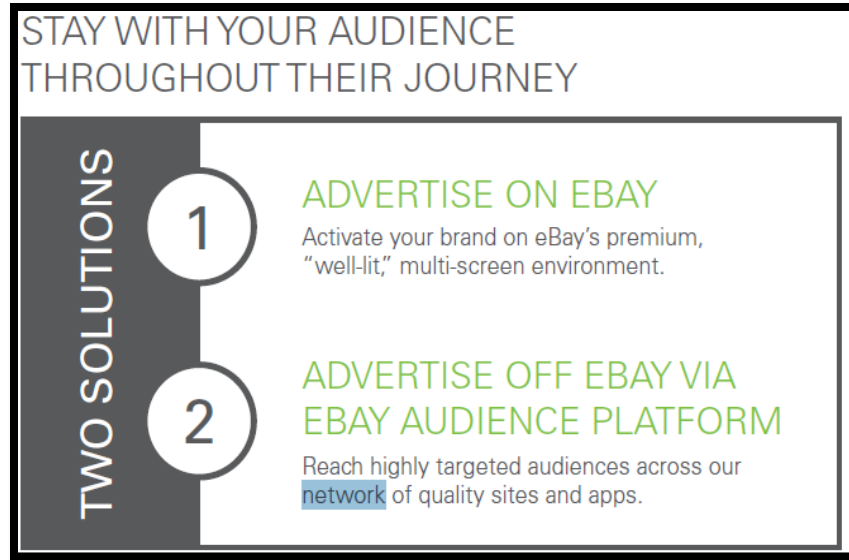 STAY WITH YOUR AUDIENCE
THROUGHOUT THEIR JOURNEY
TWO SOLUTIONS
1
ADVERTISE ON EBAY
Activate your brand on eBay's premium,
“well-lit,” multi-screen environment.
2
ADVERTISE OFF EBAY VIA
EBAY AUDIENCE PLATFORM
Reach highly targeted audiences across our
network of quality sites and apps.